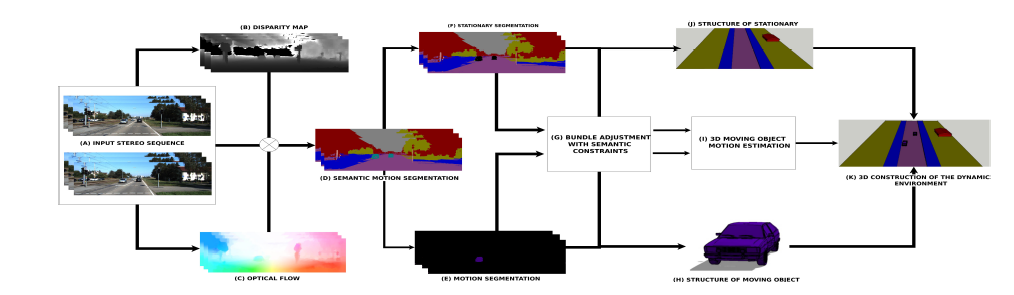 (B) DISPARITY MAP
(F) STATIONARY SEGMENTATION
(J) STRUCTURE OF STATIONARY
(A) INPUT STEREO SEQUENCE
(D) SEMANTIC MOTION SEGMENTATION
(G) BUNDLE ADJUSTMENT
WITH SEMANTIC
CONSTRAINTS
(I) 3D MOVING OBJECT
MOTION ESTIMATION
(K) 3D CONSTRUCTION OF THE DYNAMIC
ENVIRONMENT
(C) OPTICAL FLOW
(E) MOTION SEGMENTATION
(H) STRUCTURE OF MOVING OBJECT